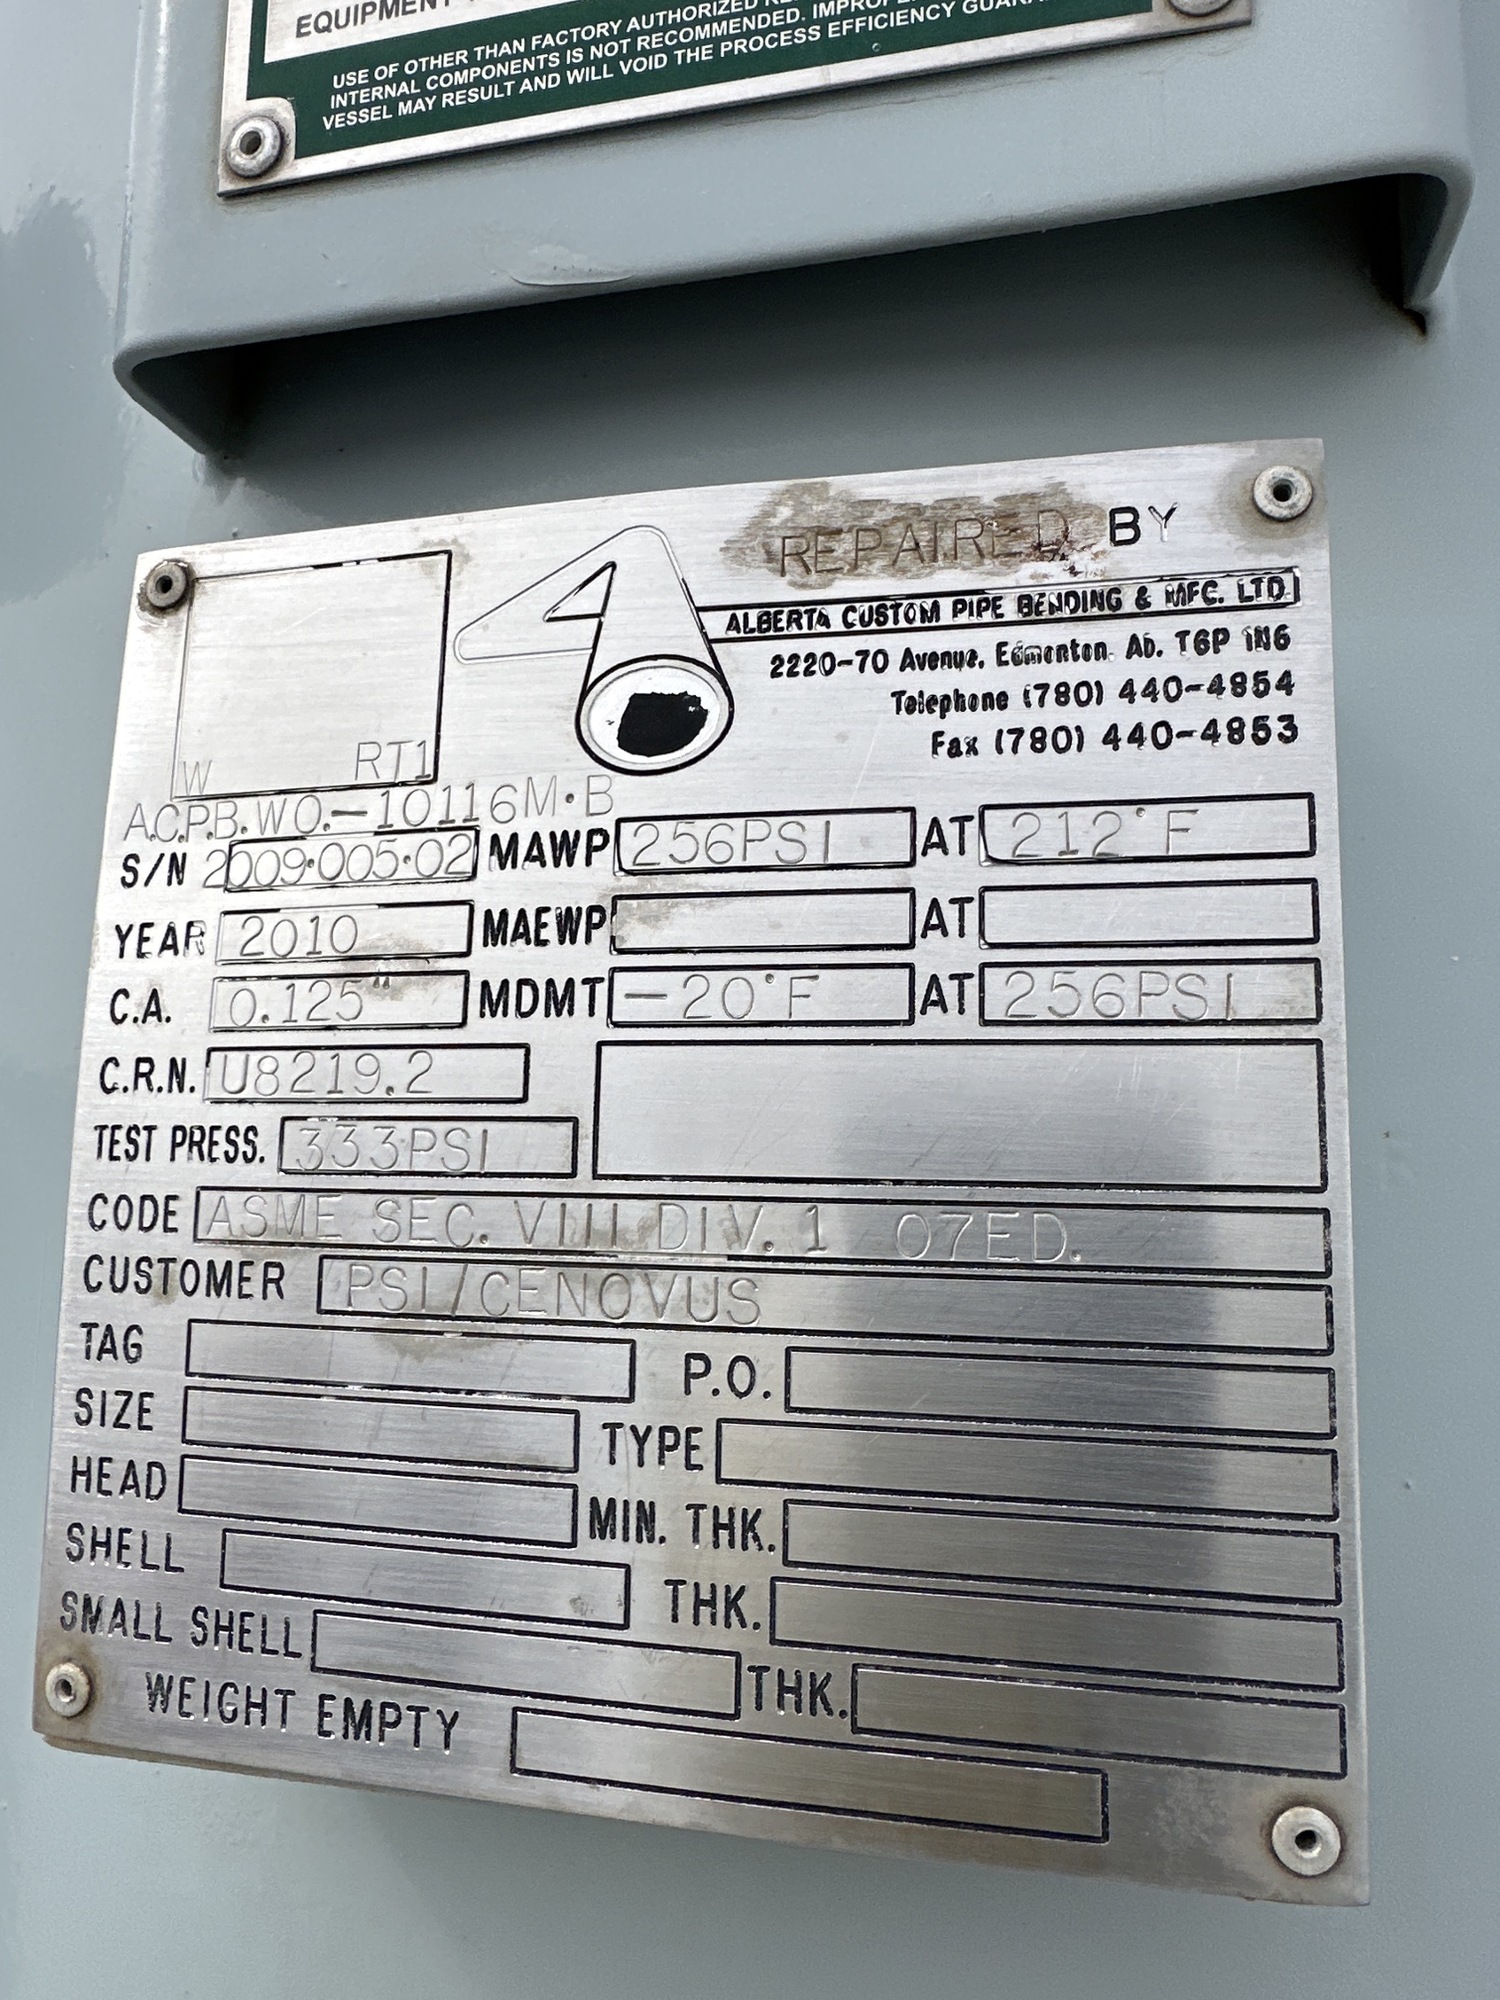 EQUIPMENT
USE OF OTHER THAN FACTORY AUTHORIZED
INTERNAL COMPONENTS IS NOT RECOMMENDED.
VESSEL MAY RESULT AND WILL VOID THE PROCESS EFFICIENCY
REPAIRED BY
ALBERTA CUSTOM PIPE BENDING & MFG. LTD.
2220-70 Avenue, Edmonton Ab. T6P 1N6
Telephone (780) 440-4854
Fax (780) 440-4853
W RT1
A.C.P.B. W.O.-10116M·B
S/N 2009·005·02 MAWP 256PSI AT 212°F
YEAR 2010 MAEWP AT
C.A. 0.125" MDMT -20°F AT 256PSI
C.R.N. U8219.2
TEST PRESS. 333PSI
CODE ASME SEC. VIII DIV. 1 07ED.
CUSTOMER PSI/CENOVUS
TAG P.O.
SIZE TYPE
HEAD MIN. THK.
SHELL THK.
SMALL SHELL THK.
WEIGHT EMPTY